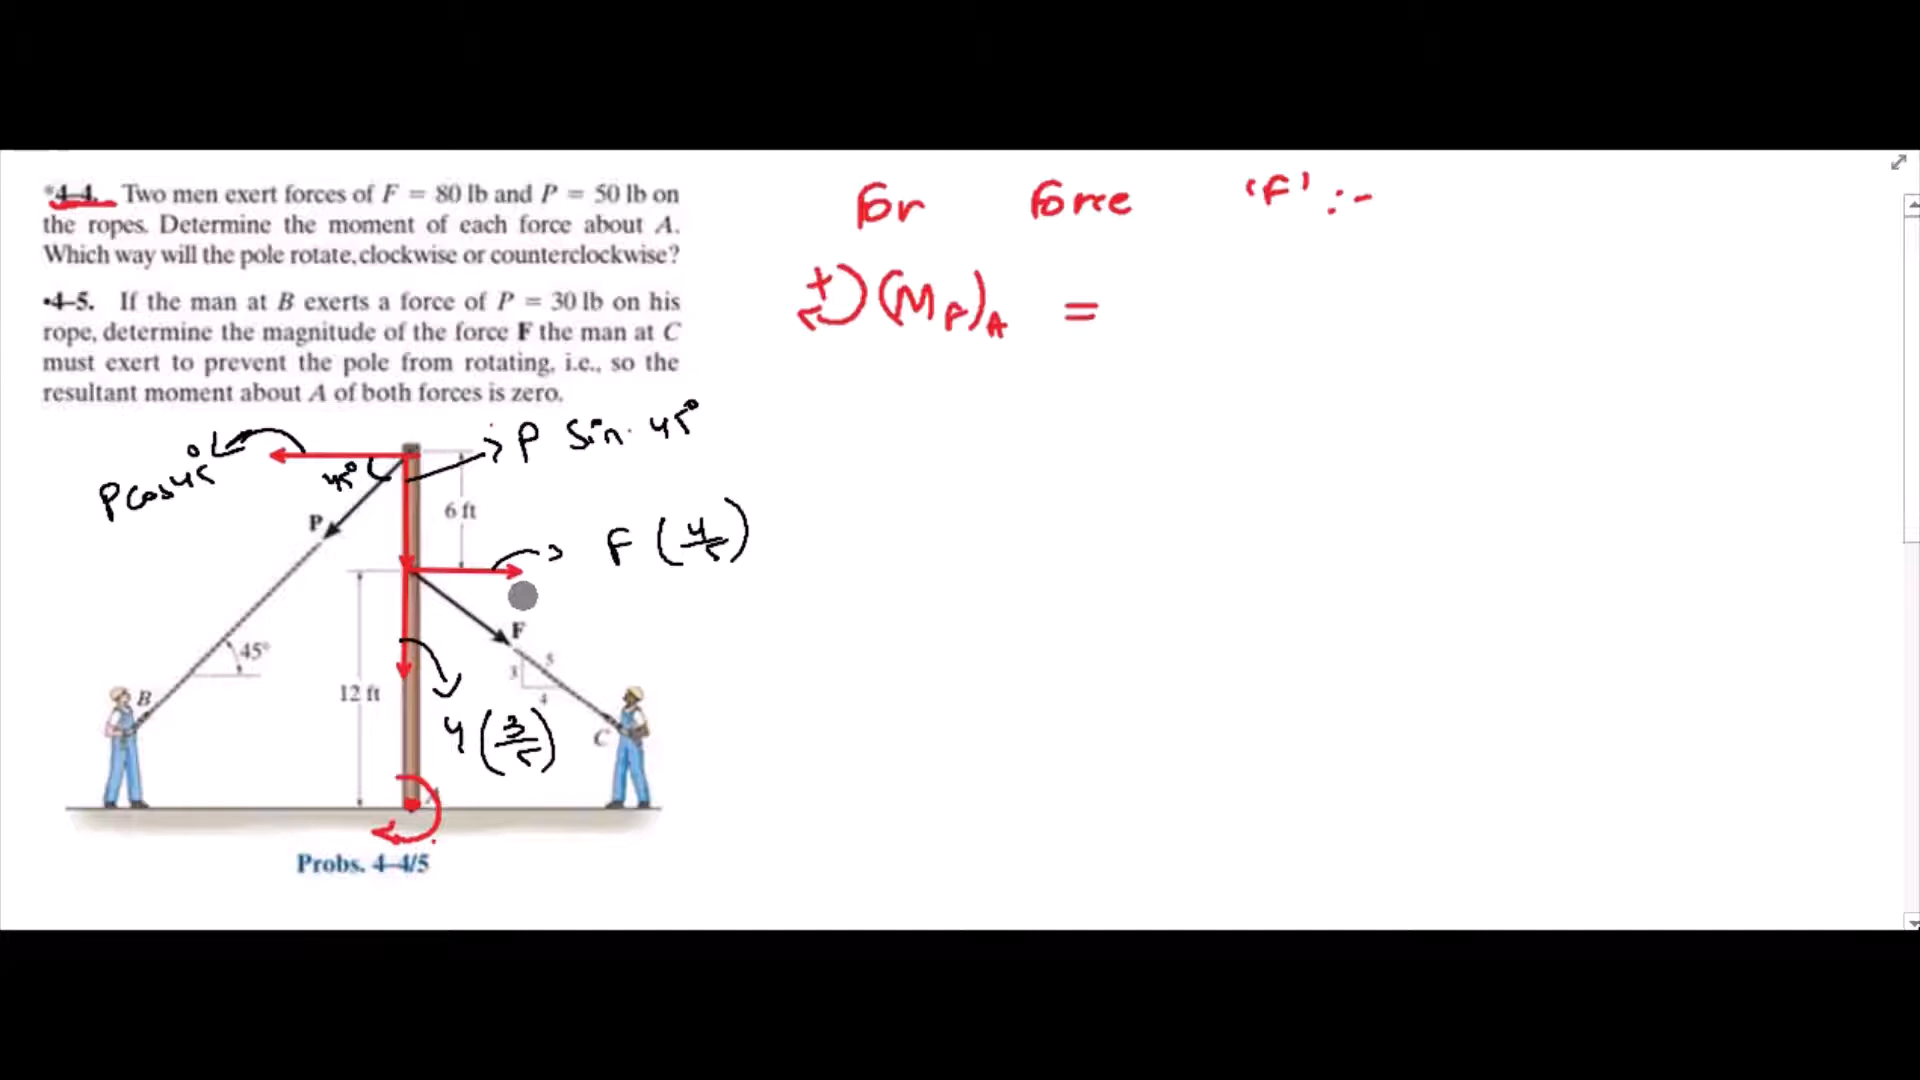 *4–4. Two men exert forces of F = 80 lb and P = 50 lb on
the ropes. Determine the moment of each force about A.
Which way will the pole rotate, clockwise or counterclockwise?
•4–5. If the man at B exerts a force of P = 30 lb on his
rope, determine the magnitude of the force F the man at C
must exert to prevent the pole from rotating, i.e., so the
resultant moment about A of both forces is zero.
P cos 45°
45°
P Sin 45°
P
6 ft
F (4/5)
F
45°
3
5
4
12 ft
B
C
4 (3/5)
A
Probs. 4–4/5
For Force 'F' :-
+ (M_F)_A =